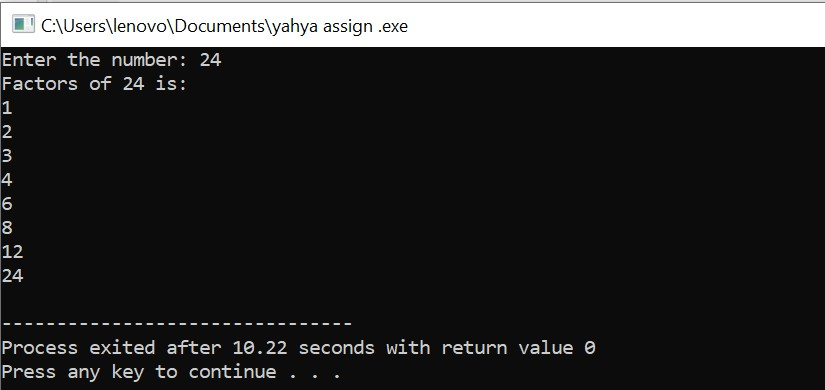 C:\Users\lenovo\Documents\yahya assign .exe
Enter the number: 24
Factors of 24 is:
1
2
3
4
6
8
12
24
--------------------------------
Process exited after 10.22 seconds with return value 0
Press any key to continue . . .